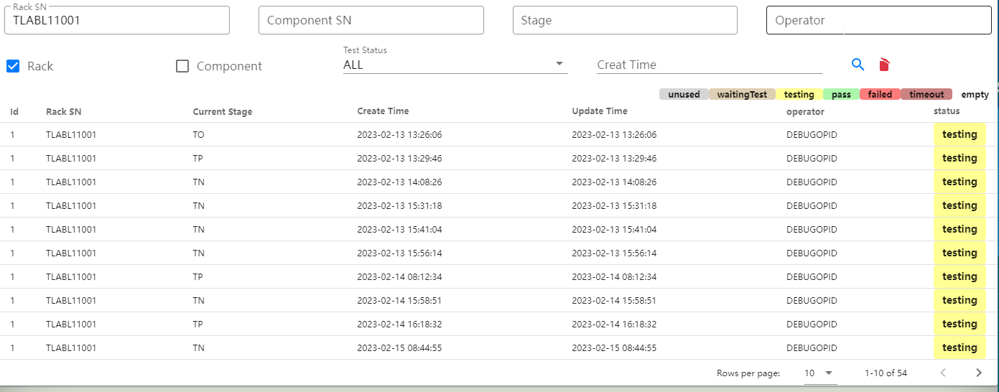 Rack SN
TLABL11001 Component SN Stage Operator
Test Status
Rack Component ALL Creat Time
unused waitingTest testing pass failed timeout empty
Id Rack SN Current Stage Create Time Update Time operator status
1 TLABL11001 TO 2023-02-13 13:26:06 2023-02-13 13:26:06 DEBUGOPID testing
1 TLABL11001 TP 2023-02-13 13:29:46 2023-02-13 13:29:46 DEBUGOPID testing
1 TLABL11001 TN 2023-02-13 14:08:26 2023-02-13 14:08:26 DEBUGOPID testing
1 TLABL11001 TN 2023-02-13 15:31:18 2023-02-13 15:31:18 DEBUGOPID testing
1 TLABL11001 TN 2023-02-13 15:41:04 2023-02-13 15:41:04 DEBUGOPID testing
1 TLABL11001 TN 2023-02-13 15:56:14 2023-02-13 15:56:14 DEBUGOPID testing
1 TLABL11001 TP 2023-02-14 08:12:34 2023-02-14 08:12:34 DEBUGOPID testing
1 TLABL11001 TN 2023-02-14 15:58:51 2023-02-14 15:58:51 DEBUGOPID testing
1 TLABL11001 TP 2023-02-14 16:18:32 2023-02-14 16:18:32 DEBUGOPID testing
1 TLABL11001 TN 2023-02-15 08:44:55 2023-02-15 08:44:55 DEBUGOPID testing
Rows per page: 10 1-10 of 54